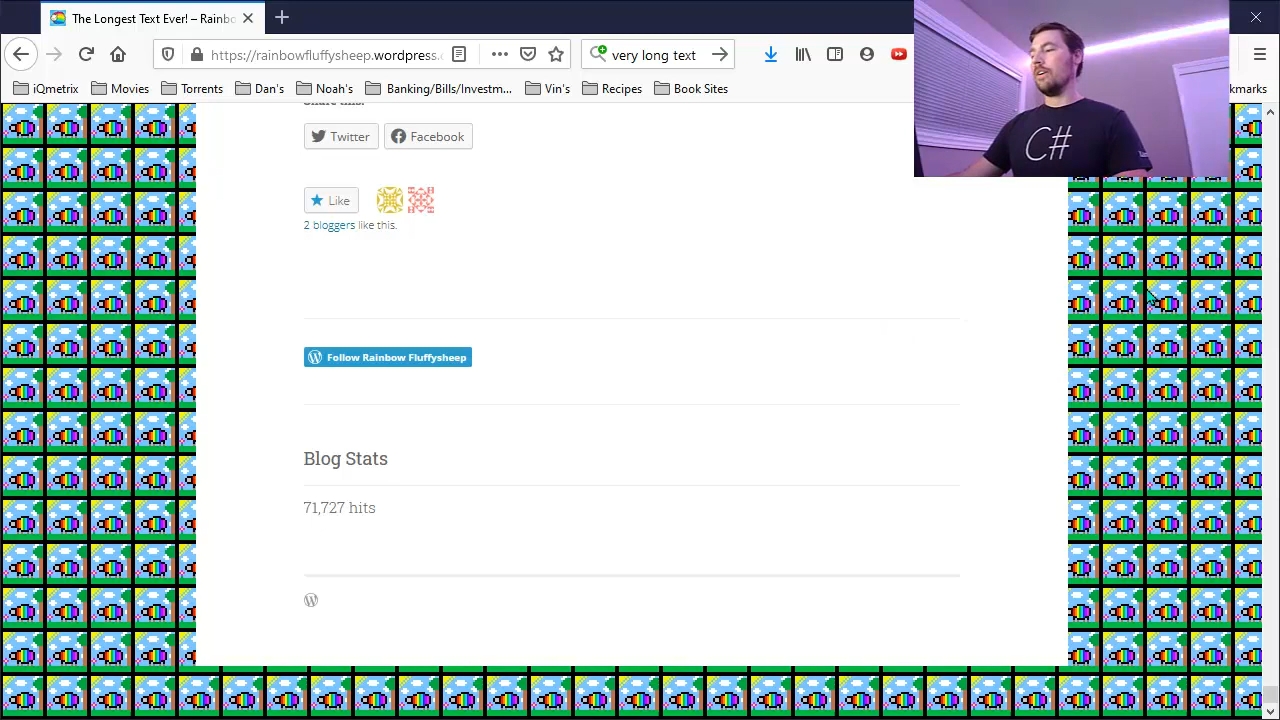 The Longest Text Ever! – Rainbo
https://rainbowfluffysheep.wordpress.c
very long text
iQmetrix Movies Torrents Dan's Noah's Banking/Bills/Investm... Vin's Recipes Book Sites kmarks
Share this:
Twitter Facebook
C#
Like
2 bloggers like this.
Follow Rainbow Fluffysheep
Blog Stats
71,727 hits